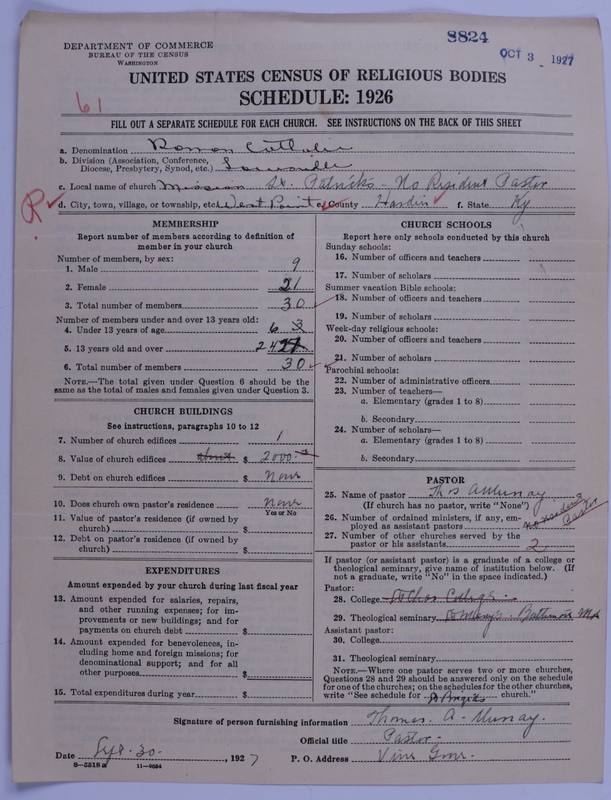 8824
OCT 3 - 1927
DEPARTMENT OF COMMERCE
BUREAU OF THE CENSUS
WASHINGTON
UNITED STATES CENSUS OF RELIGIOUS BODIES
SCHEDULE: 1926
61
FILL OUT A SEPARATE SCHEDULE FOR EACH CHURCH. SEE INSTRUCTIONS ON THE BACK OF THIS SHEET
a. Denomination Roman Catholic
b. Division (Association, Conference,
Diocese, Presbytery, Synod, etc.) Louisville
c. Local name of church Mission St. Patricks - No Resident Pastor
R
d. City, town, village, or township, etc. West Point e. County Hardin f. State Ky
MEMBERSHIP
Report number of members according to definition of
member in your church
Number of members, by sex:
1. Male 9
2. Female 21
3. Total number of members 30
Number of members under and over 13 years old:
4. Under 13 years of age 6 3
5. 13 years old and over 24 27
6. Total number of members 30
NOTE.—The total given under Question 6 should be the
same as the total of males and females given under Question 3.
CHURCH BUILDINGS
See instructions, paragraphs 10 to 12
7. Number of church edifices 1
8. Value of church edifices about $ 2000
9. Debt on church edifices $ None
10. Does church own pastor's residence None
Yes or No
11. Value of pastor's residence (if owned by
church) $
12. Debt on pastor's residence (if owned by
church) $
EXPENDITURES
Amount expended by your church during last fiscal year
13. Amount expended for salaries, repairs,
and other running expenses; for im-
provements or new buildings; and for
payments on church debt $
14. Amount expended for benevolences, in-
cluding home and foreign missions; for
denominational support; and for all
other purposes $
15. Total expenditures during year $
CHURCH SCHOOLS
Report here only schools conducted by this church
Sunday schools:
16. Number of officers and teachers
17. Number of scholars
Summer vacation Bible schools:
18. Number of officers and teachers
19. Number of scholars
Week-day religious schools:
20. Number of officers and teachers
21. Number of scholars
Parochial schools:
22. Number of administrative officers
23. Number of teachers—
a. Elementary (grades 1 to 8)
b. Secondary
24. Number of scholars—
a. Elementary (grades 1 to 8)
b. Secondary
PASTOR
25. Name of pastor Thos A Murray
(If church has no pastor, write "None")
26. Number of ordained ministers, if any, em-
ployed as assistant pastors no resident Pastor
27. Number of other churches served by the
pastor or his assistants 2
If pastor (or assistant pastor) is a graduate of a college or
theological seminary, give name of institution below. (If
not a graduate, write "No" in the space indicated.)
Pastor:
28. College College
29. Theological seminary St Marys Baltimore Md
Assistant pastor:
30. College
31. Theological seminary
NOTE.—Where one pastor serves two or more churches,
Questions 28 and 29 should be answered only on the schedule
for one of the churches; on the schedules for the other churches,
write "See schedule for St Brigids church."
Signature of person furnishing information Thomas. A. Murray.
Official title Pastor -
Date Sept. 30 - , 1927 P. O. Address Vine Grove.
8—5518 a 11—9684